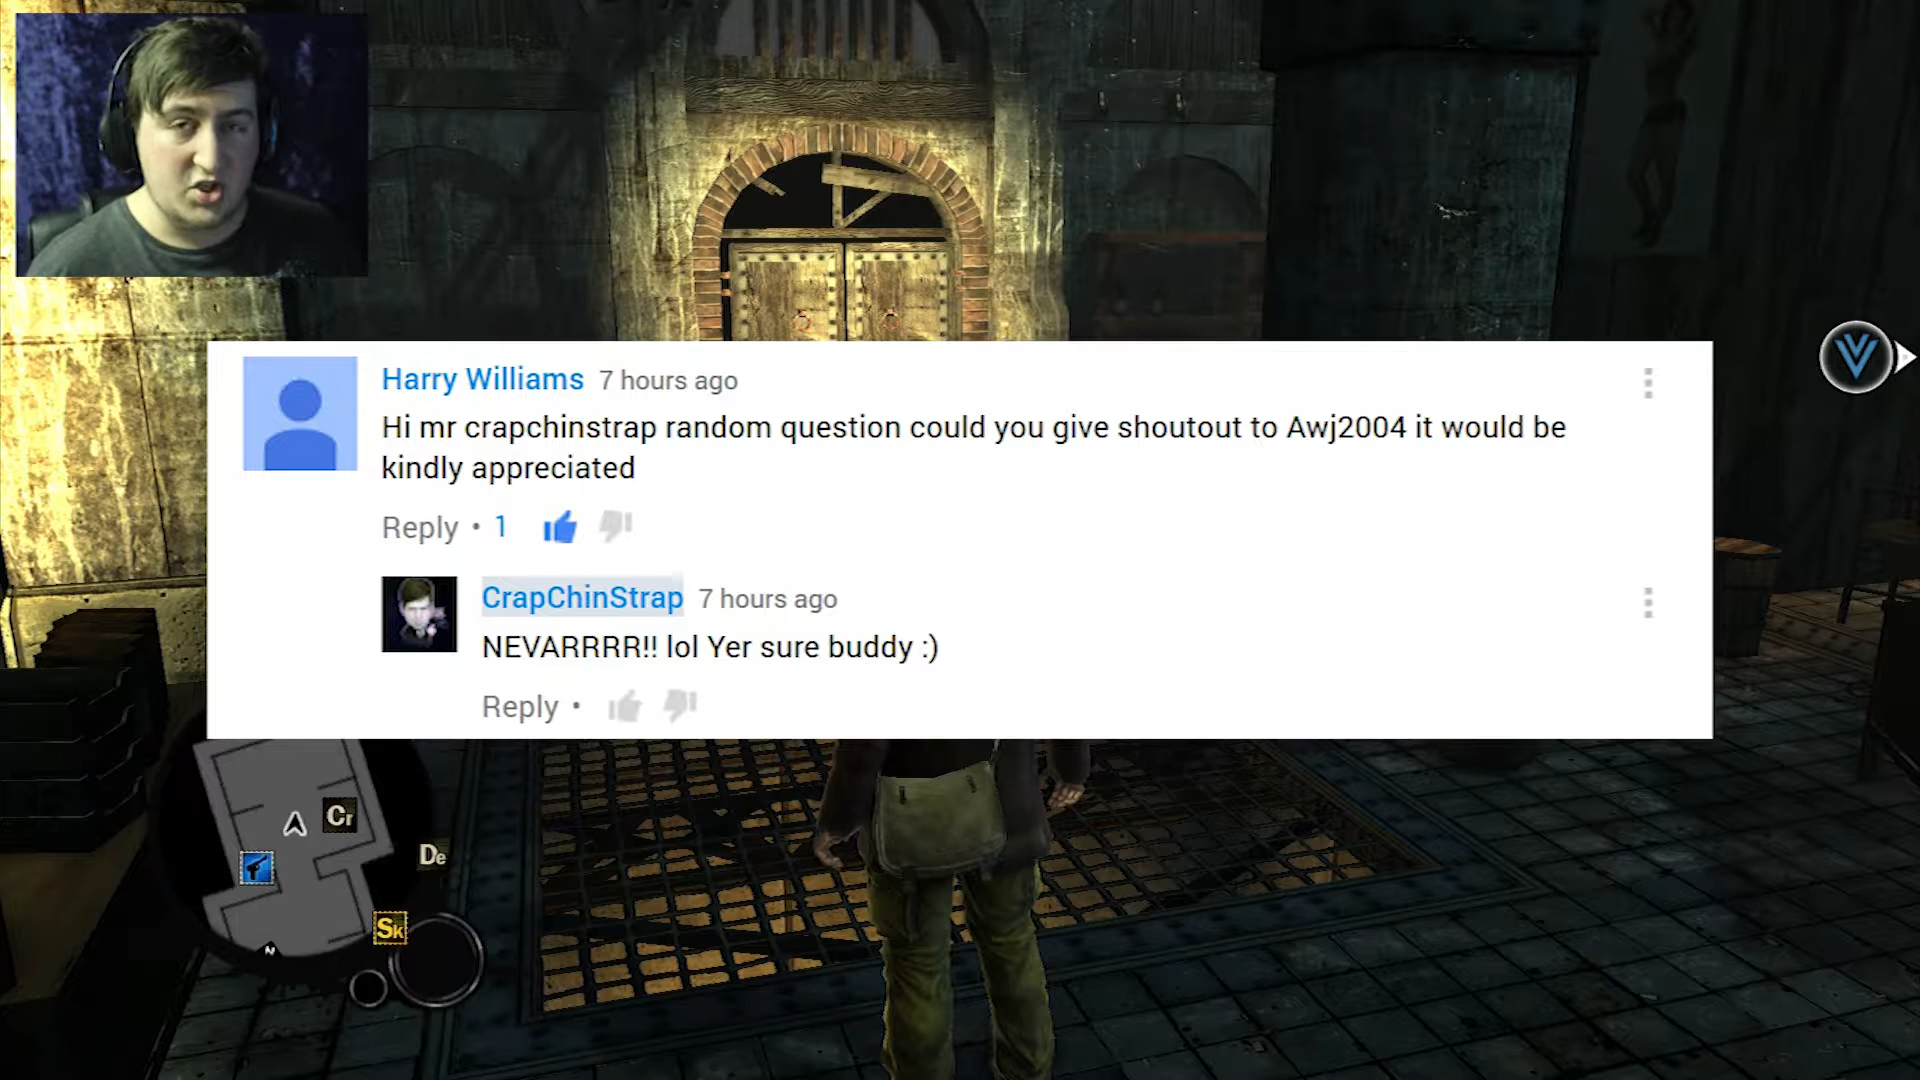 Harry Williams 7 hours ago
Hi mr crapchinstrap random question could you give shoutout to Awj2004 it would be
kindly appreciated
Reply • 1
CrapChinStrap 7 hours ago
NEVARRRR!! lol Yer sure buddy :)
Reply •
Cr
De
Sk
N